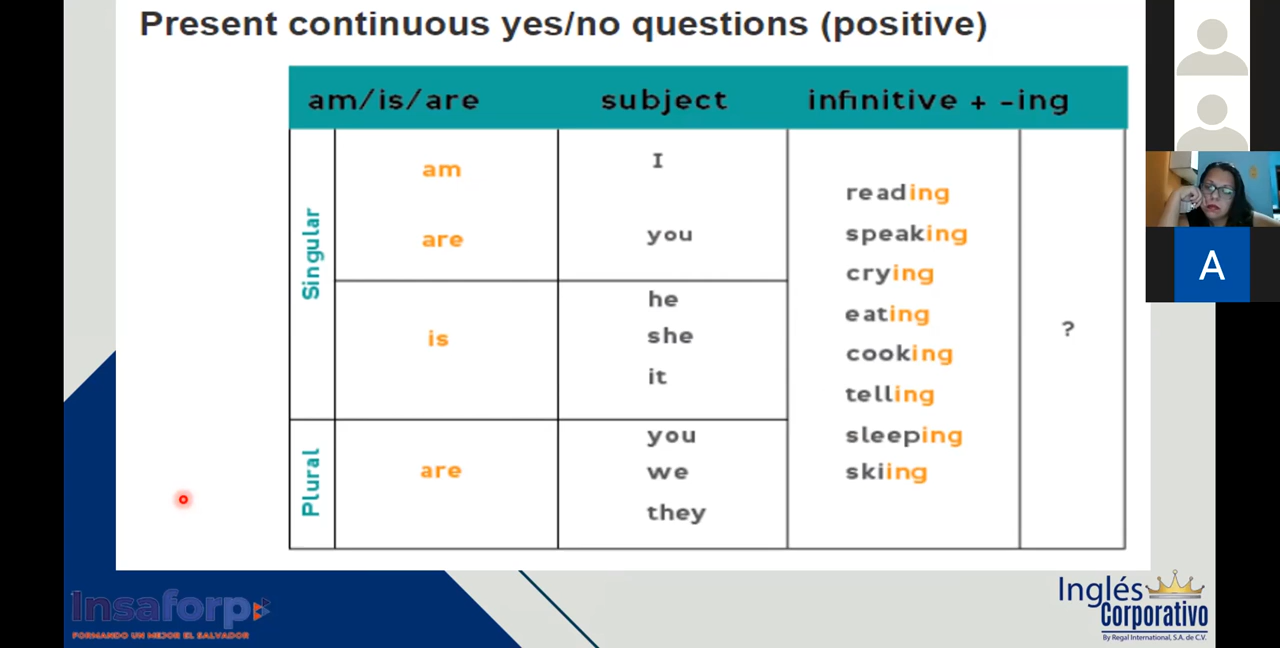 Present continuous yes/no questions (positive)
am/is/are subject infinitive + -ing
Singular
am I
are you
is
he
she
it
Plural
are
you
we
they
reading
speaking
crying
eating
cooking
telling
sleeping
skiing
?
A
Insaforp
FORMANDO UN MEJOR EL SALVADOR
Inglés
Corporativo
By Regal International, S.A. de C.V.